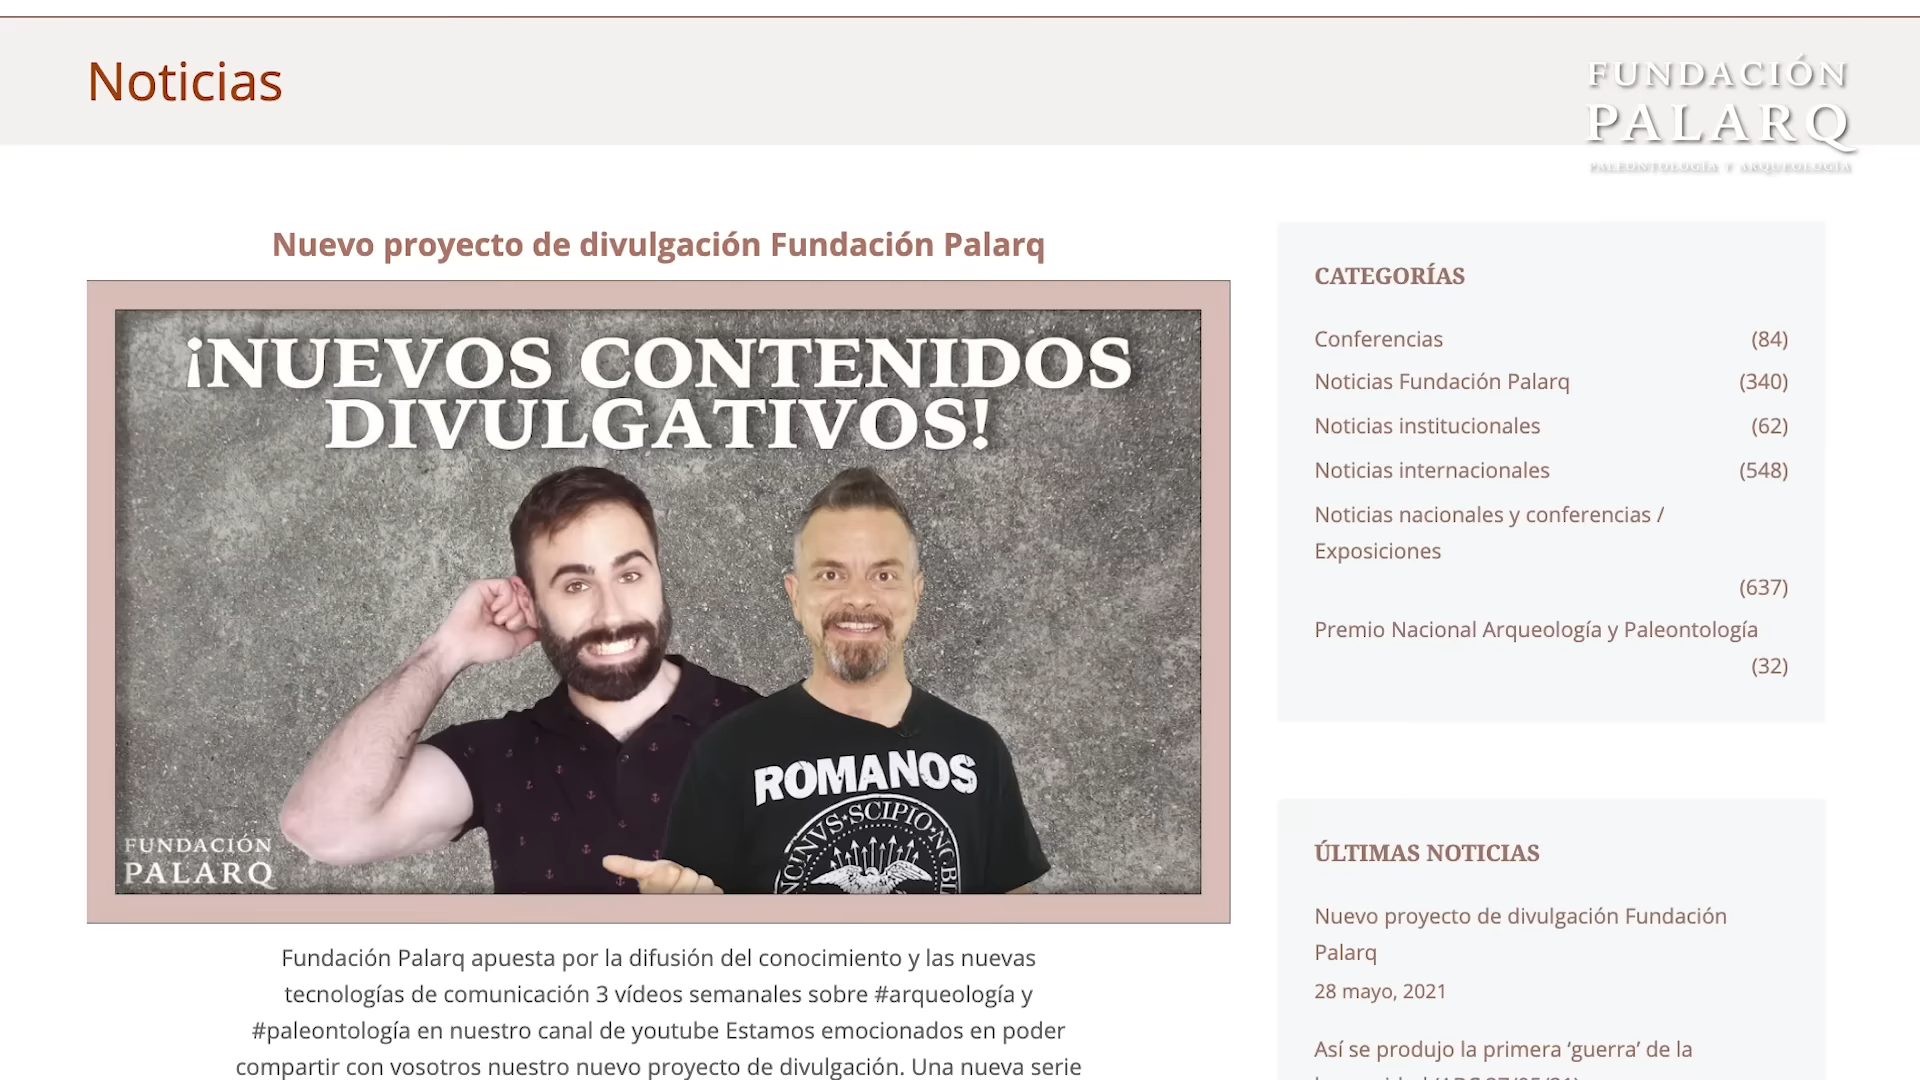 Noticias
FUNDACIÓN
PALARQ
PALEONTOLOGÍA Y ARQUEOLOGÍA
Nuevo proyecto de divulgación Fundación Palarq
¡NUEVOS CONTENIDOS
DIVULGATIVOS!
ROMANOS
SCIPIO
FUNDACIÓN
PALARQ
Fundación Palarq apuesta por la difusión del conocimiento y las nuevas
tecnologías de comunicación 3 vídeos semanales sobre #arqueología y
#paleontología en nuestro canal de youtube Estamos emocionados en poder
compartir con vosotros nuestro nuevo proyecto de divulgación. Una nueva serie
CATEGORÍAS
Conferencias (84)
Noticias Fundación Palarq (340)
Noticias institucionales (62)
Noticias internacionales (548)
Noticias nacionales y conferencias /
Exposiciones
(637)
Premio Nacional Arqueología y Paleontología
(32)
ÚLTIMAS NOTICIAS
Nuevo proyecto de divulgación Fundación
Palarq
28 mayo, 2021
Así se produjo la primera ‘guerra’ de la